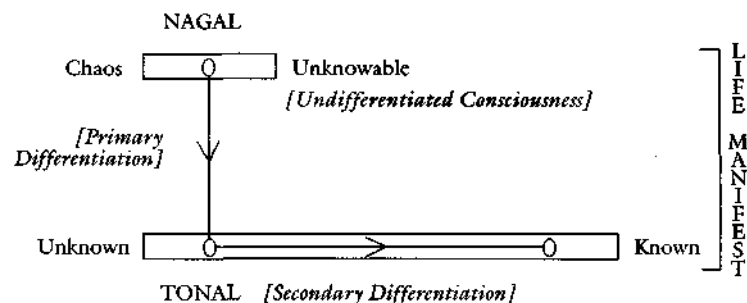 NAGAL
Chaos
Unknowable
[Undifferentiated Consciousness]
[Primary
Differentiation]
Unknown
Known
TONAL [Secondary Differentiation]
LIFE MANIFEST